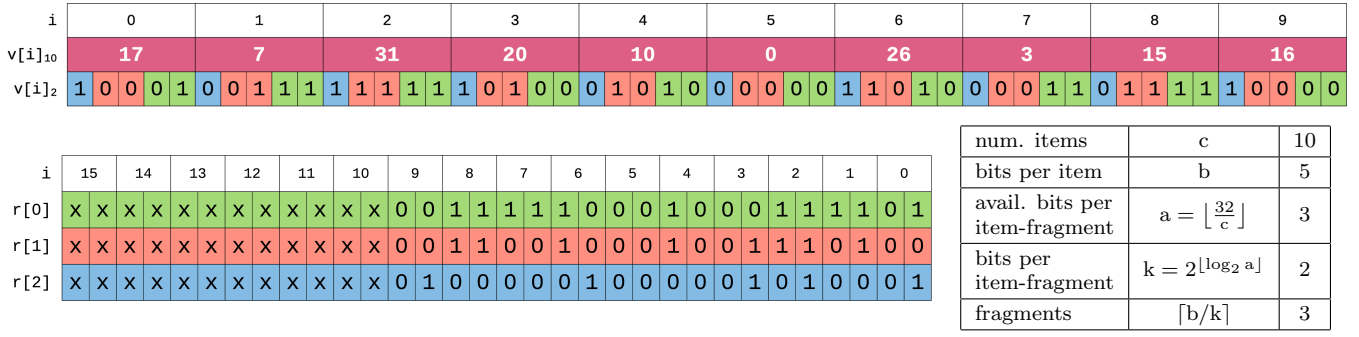 i 0 1 2 3 4 5 6 7 8 9
v[i]₁₀ 17 7 31 20 10 0 26 3 15 16
v[i]₂ 1 0 0 0 1 0 0 1 1 1 1 1 1 1 1 1 0 1 0 0 0 1 0 1 0 0 0 0 0 0 1 1 0 1 0 0 0 0 1 1 0 1 1 1 1 1 0 0 0 0
i 15 14 13 12 11 10 9 8 7 6 5 4 3 2 1 0
r[0] x x x x x x x x x x x x 0 0 1 1 1 1 1 0 0 0 1 0 0 0 1 1 1 1 0 1
r[1] x x x x x x x x x x x x 0 0 1 1 0 0 1 0 0 0 1 0 0 1 1 1 0 1 0 0
r[2] x x x x x x x x x x x x 0 1 0 0 0 0 0 1 0 0 0 0 0 1 0 1 0 0 0 1
num. items c 10
bits per item b 5
avail. bits per
item-fragment a = ⌊32/c⌋ 3
bits per
item-fragment k = 2^⌊log₂ a⌋ 2
fragments ⌈b/k⌉ 3